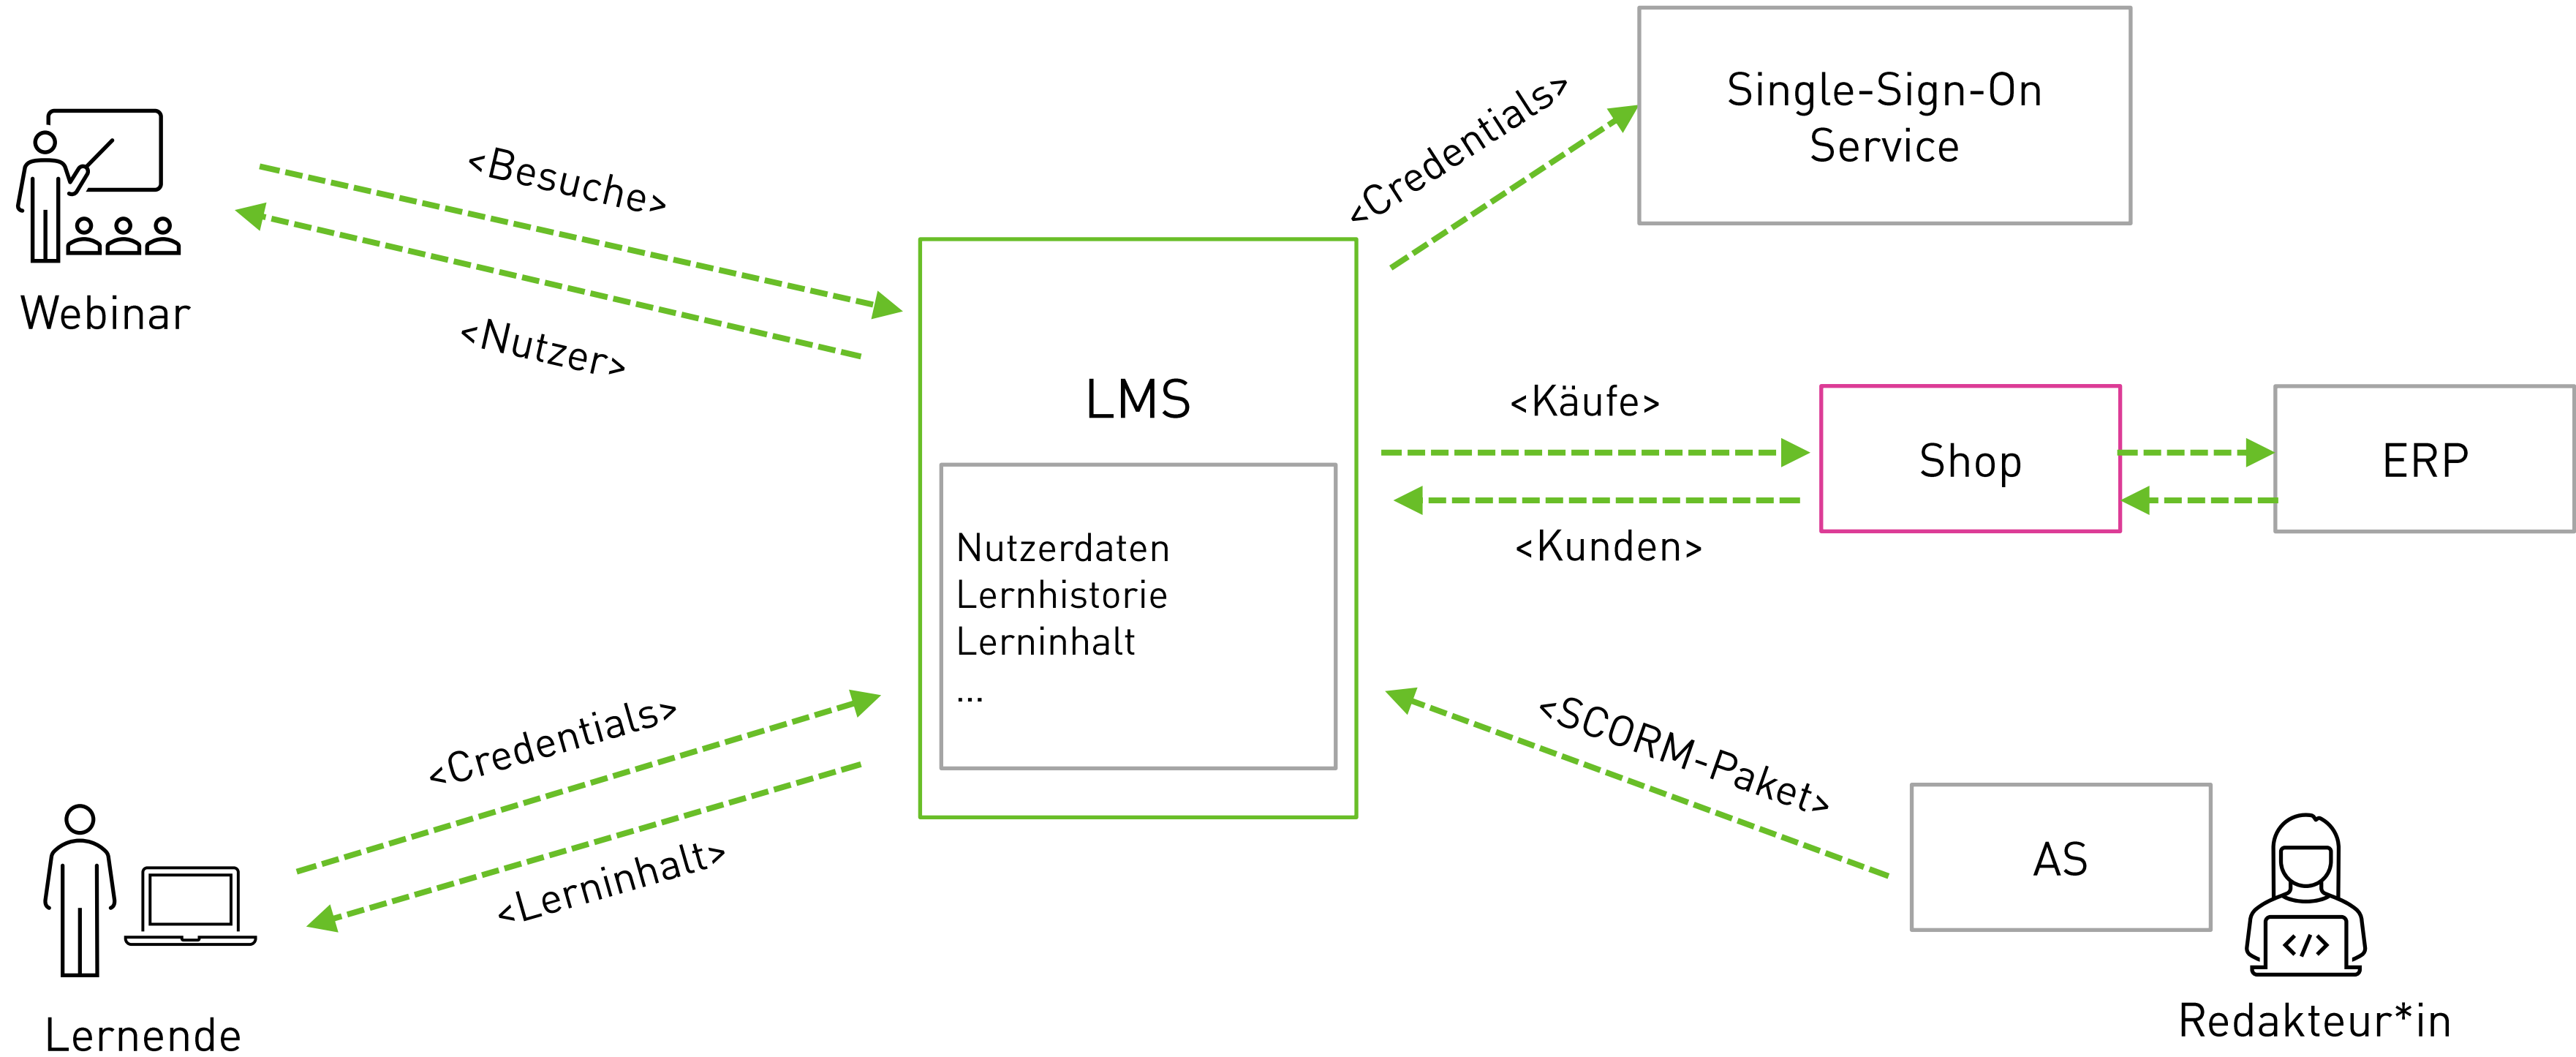 Single-Sign-On
Service
<Credentials>
<Besuche>
<Nutzer>
Webinar
LMS
<Käufe>
<Kunden>
Shop
ERP
Nutzerdaten
Lernhistorie
Lerninhalt
...
<Credentials>
<Lerninhalt>
<SCORM-Paket>
AS
</>
Lernende
Redakteur*in